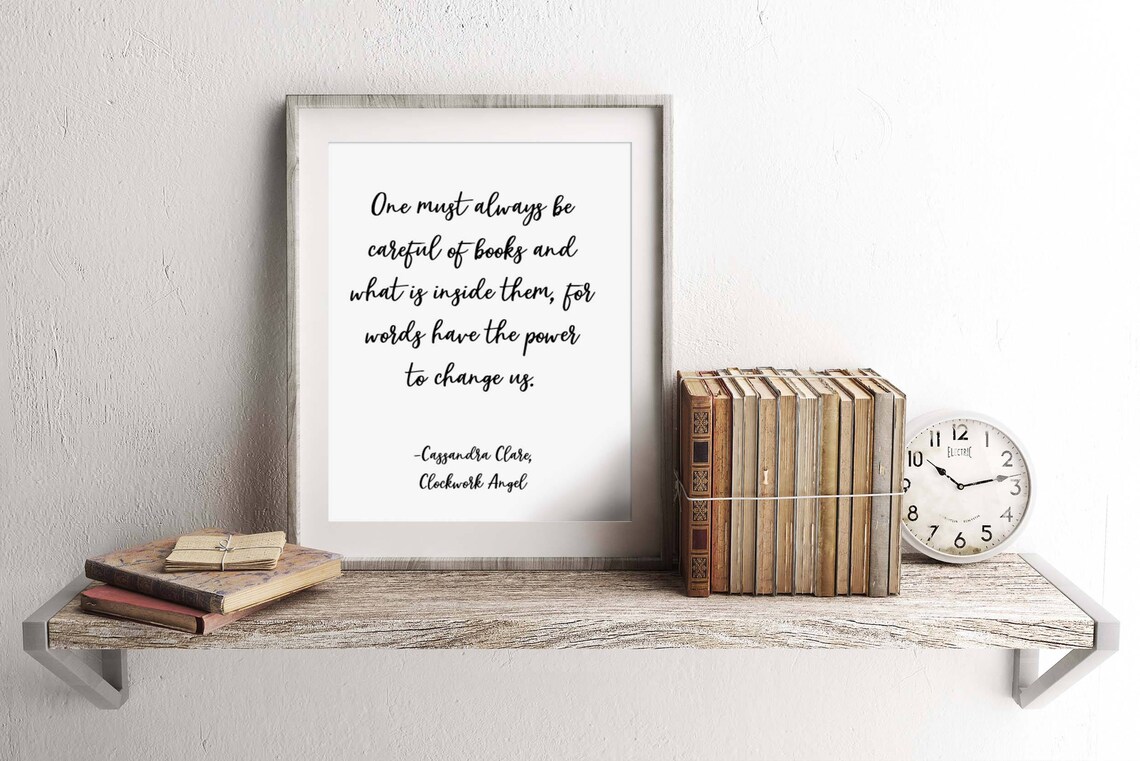 One must always be
careful of books and
what is inside them, for
words have the power
to change us.
-Cassandra Clare,
Clockwork Angel
12
1
2
3
4
5
6
7
8
9
10
11
ELECTRIC